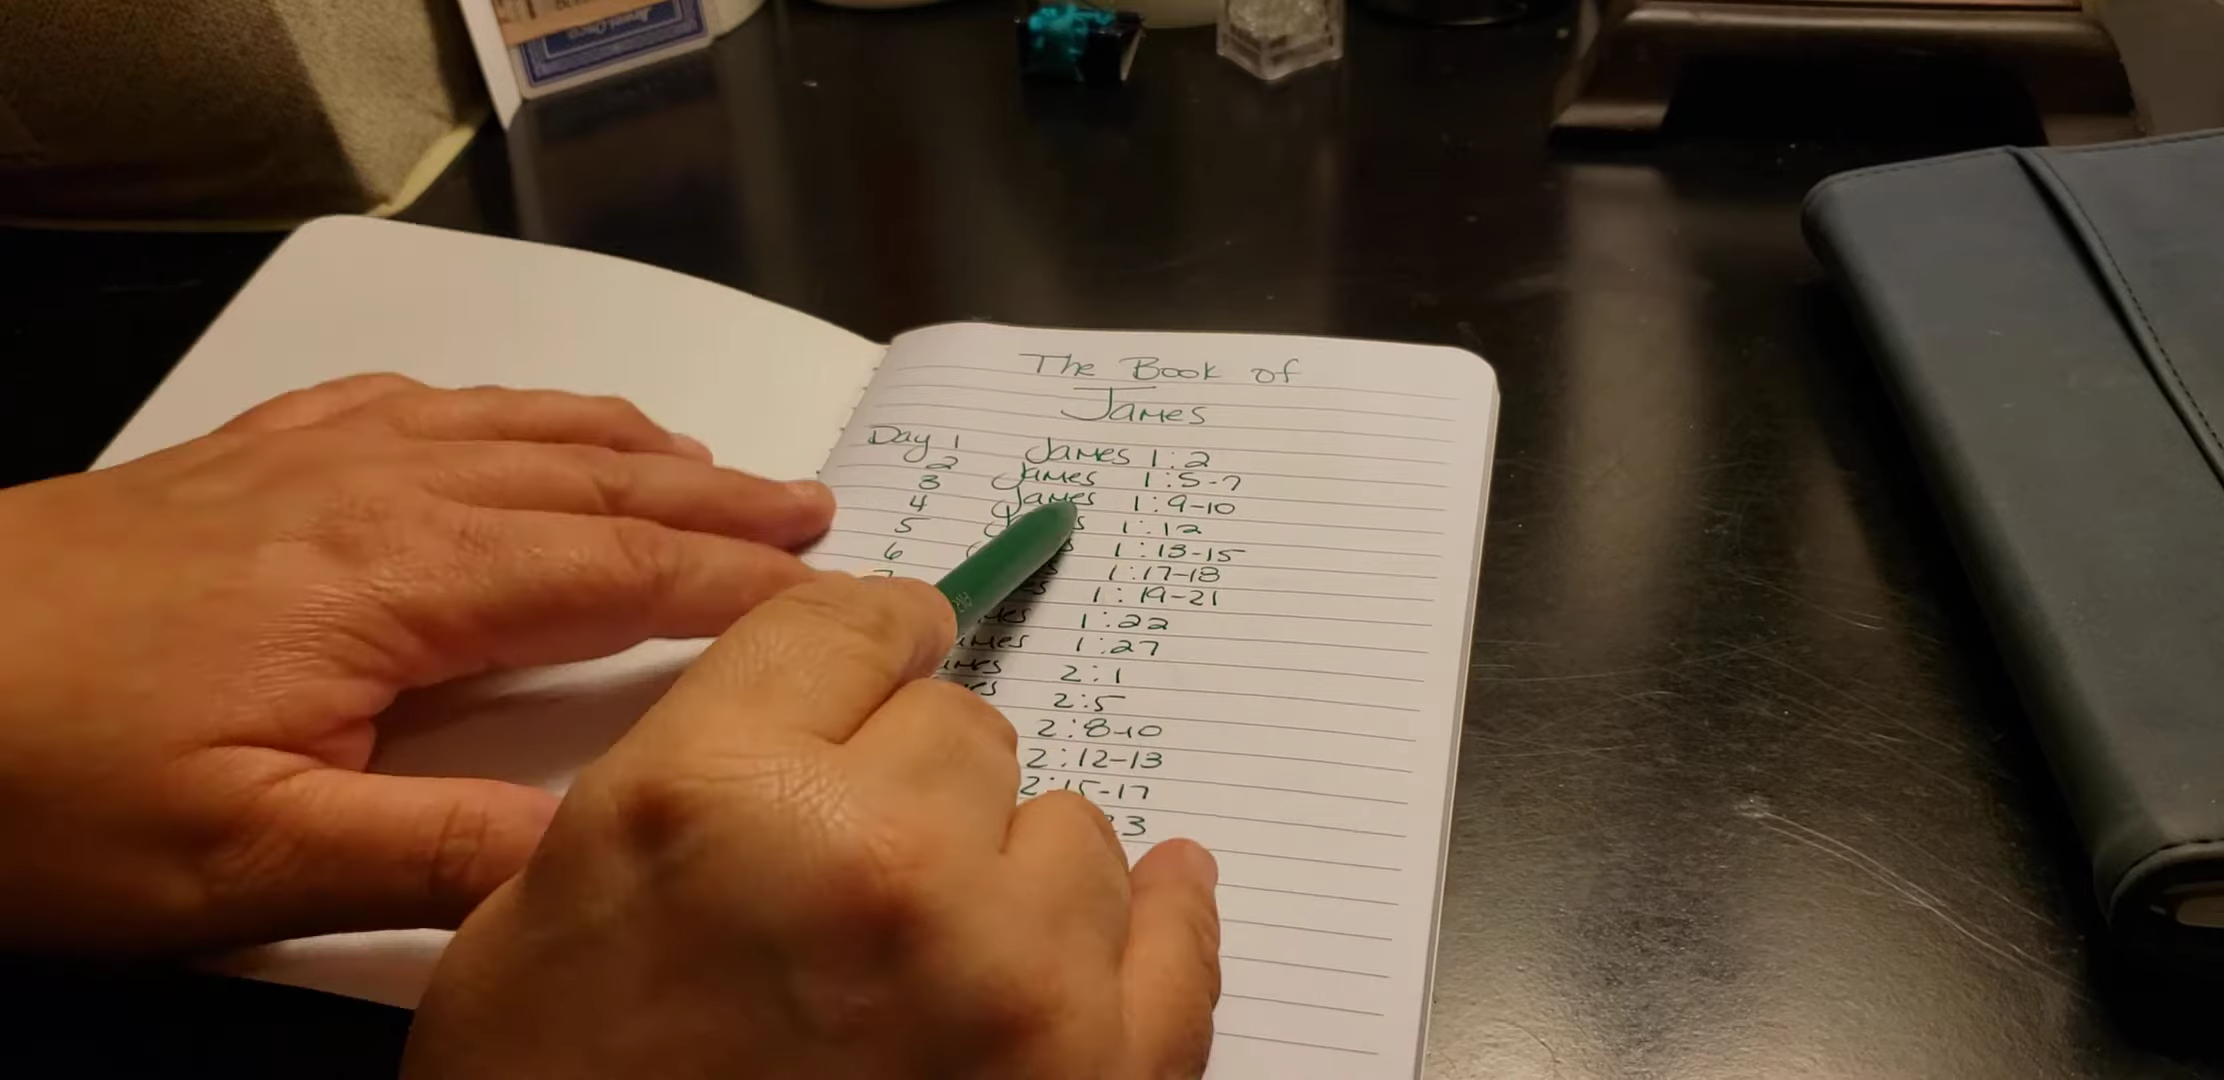 The Book of
James
Day 1 James 1:2
2 James 1:5-7
3 James 1:9-10
4 1:12
5 1:13-15
6 1:17-18
7 1:19-21
1:22
1:27
2:1
2:5
2:8-10
2:12-13
2:15-17